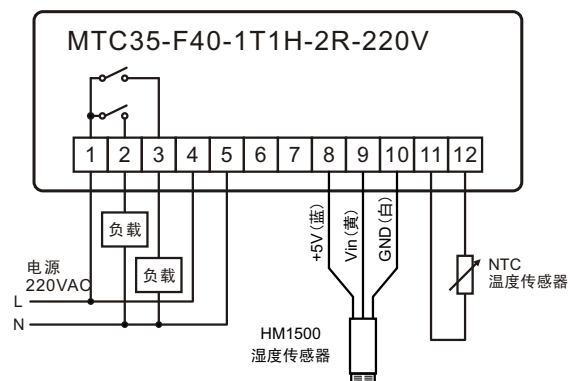 MTC35-F40-1T1H-2R-220V
1 2 3 4 5 6 7 8 9 10 11 12
+5V(蓝)
Vin(黄)
GND(白)
负载
负载
电源
220VAC
L
N
NTC
温度传感器
HM1500
湿度传感器